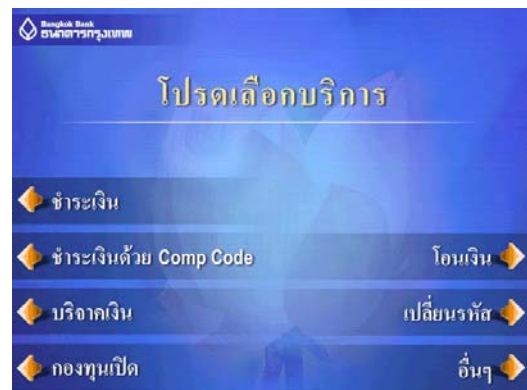 Bangkok Bank
ธนาคารกรุงเทพ
โปรดเลือกบริการ
ชำระเงิน
ชำระเงินด้วย Comp Code
โอนเงิน
บริจาคเงิน
เปลี่ยนรหัส
กองทุนเปิด
อื่นๆ